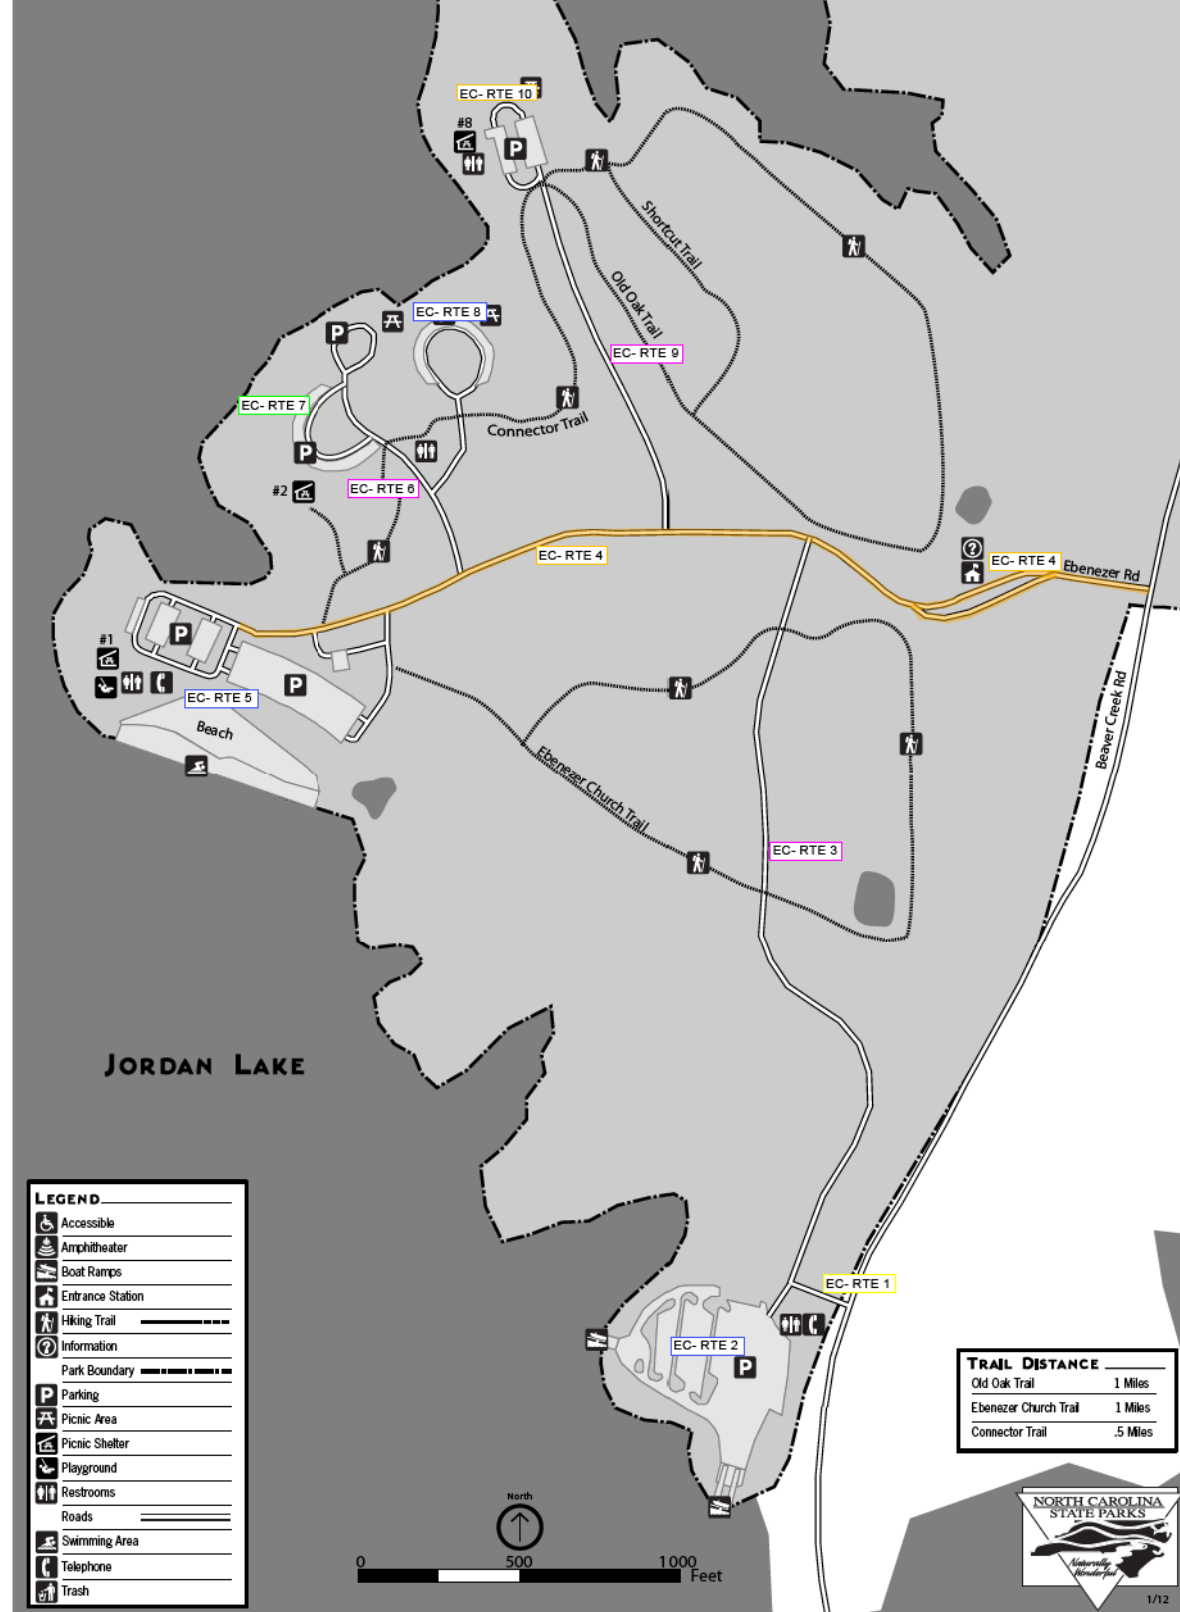 EC- RTE 10
#8
P
Shortcut Trail
Old Oak Trail
EC- RTE 8
P
EC- RTE 9
EC- RTE 7
Connector Trail
P
#2
EC- RTE 6
EC- RTE 4
?
EC- RTE 4
Ebenezer Rd
#1
P
P
EC- RTE 5
Beach
Beaver Creek Rd
Ebenezer Church Trail
EC- RTE 3
JORDAN LAKE
EC- RTE 1
EC- RTE 2
P
LEGEND
Accessible
Amphitheater
Boat Ramps
Entrance Station
Hiking Trail
? Information
Park Boundary
P Parking
Picnic Area
Picnic Shelter
Playground
Restrooms
Roads
Swimming Area
Telephone
Trash
TRAIL DISTANCE
Old Oak Trail 1 Miles
Ebenezer Church Trail 1 Miles
Connector Trail .5 Miles
North
0 500 1000
Feet
NORTH CAROLINA
STATE PARKS
Naturally
Wonderful
1/12